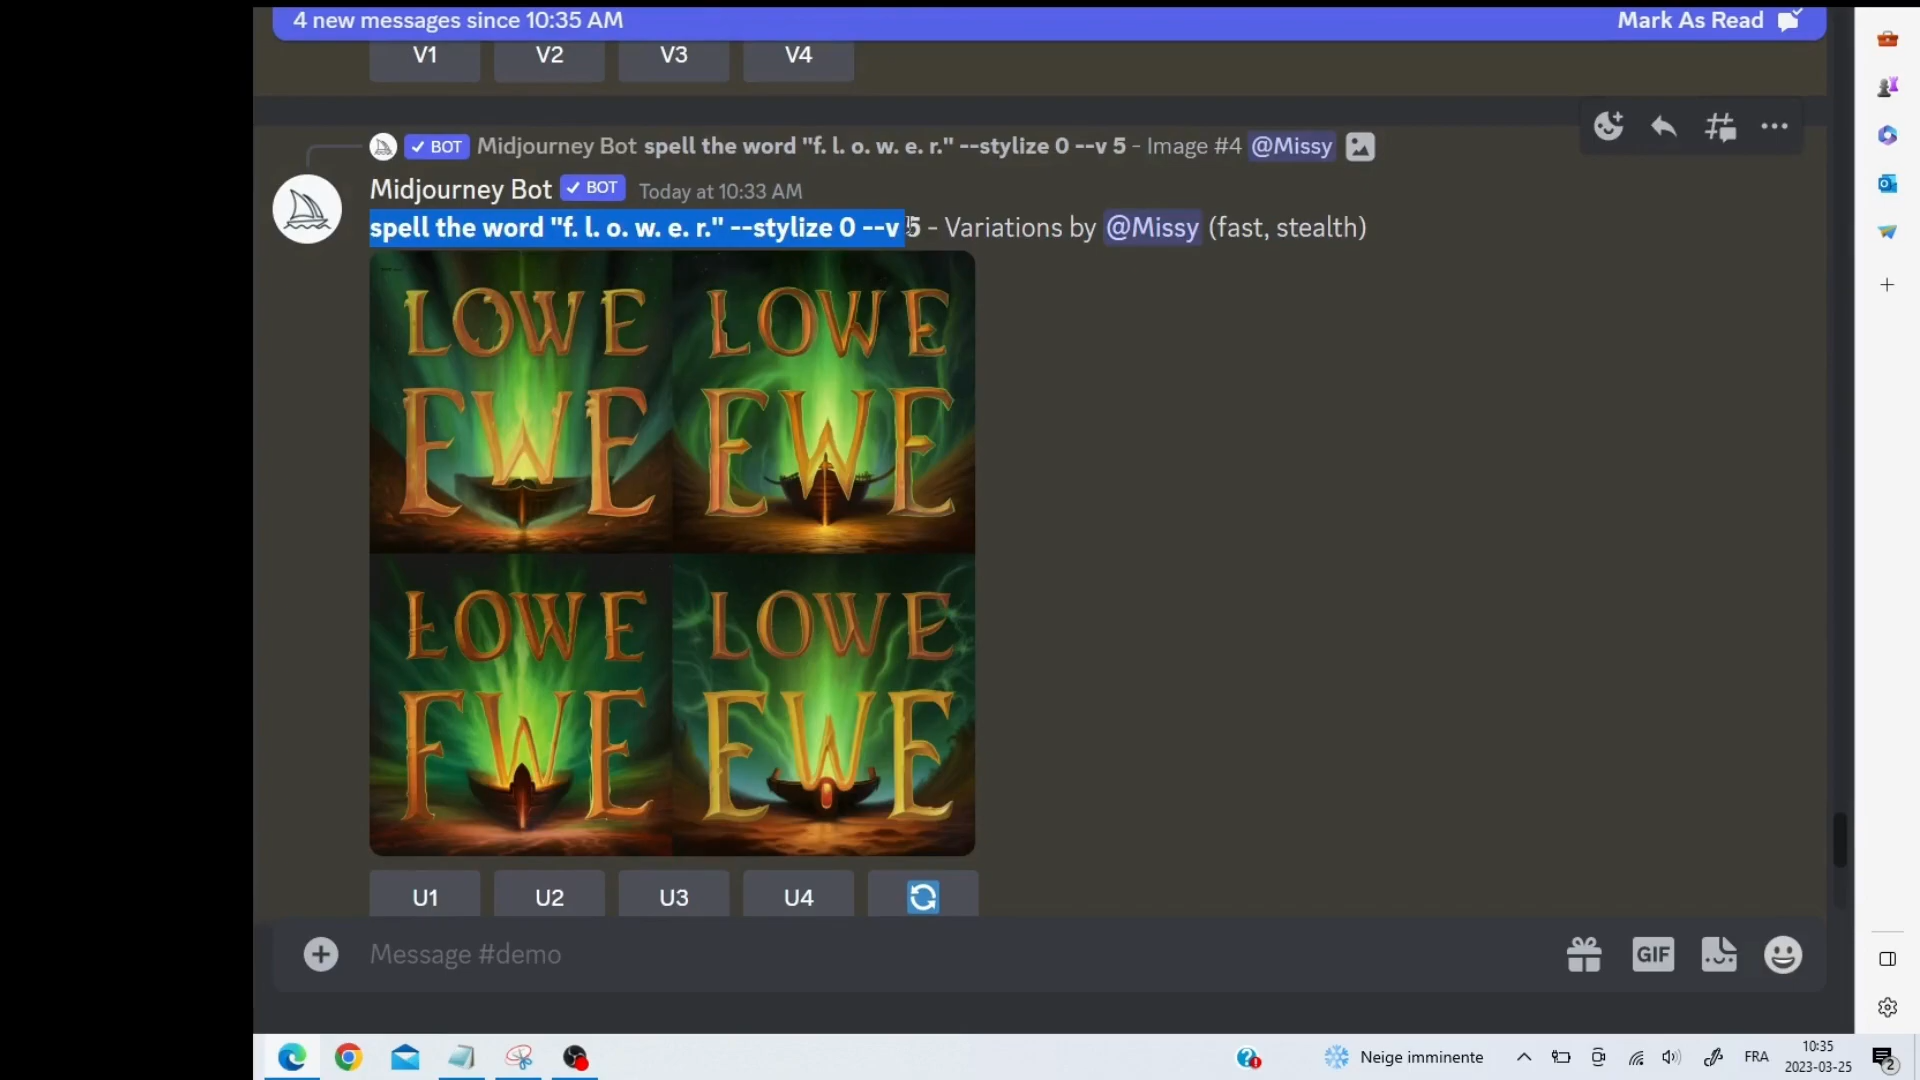 4 new messages since 10:35 AM
Mark As Read
V1 V2 V3 V4
BOT Midjourney Bot spell the word "f. l. o. w. e. r." --stylize 0 --v 5 - Image #4 @Missy
Midjourney Bot BOT Today at 10:33 AM
spell the word "f. l. o. w. e. r." --stylize 0 --v 5 - Variations by @Missy (fast, stealth)
LOWE LOWE
EWE EWE
LOWE LOWE
FWE EWE
U1 U2 U3 U4
Message #demo
GIF
Neige imminente
FRA
10:35
2023-03-25
2